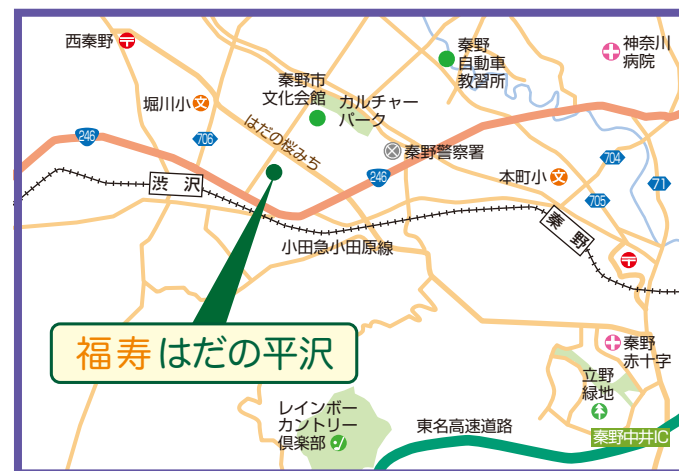 西秦野
秦野
自動車
教習所
神奈川
病院
秦野市
文化会館
カルチャー
パーク
堀川小
文
246
706
はだの桜みち
秦野警察署
246
本町小
文
704
71
705
渋沢
秦野
小田急小田原線
福寿はだの平沢
秦野
赤十字
立野
緑地
レインボー
カントリー
倶楽部
東名高速道路
秦野中井IC